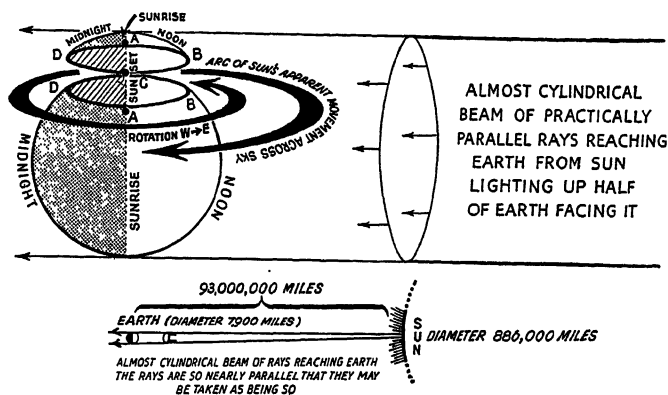 SUNRISE
MIDNIGHT
NOON
A
D
B
SUNSET
C
D
B
A
ARC OF SUN'S APPARENT MOVEMENT ACROSS SKY
ROTATION W→E
MIDNIGHT
SUNRISE
NOON
ALMOST CYLINDRICAL
BEAM OF PRACTICALLY
PARALLEL RAYS REACHING
EARTH FROM SUN
LIGHTING UP HALF
OF EARTH FACING IT
93,000,000 MILES
EARTH (DIAMETER 7,900 MILES)
SUN
DIAMETER 886,000 MILES
ALMOST CYLINDRICAL BEAM OF RAYS REACHING EARTH
THE RAYS ARE SO NEARLY PARALLEL THAT THEY MAY
BE TAKEN AS BEING SO